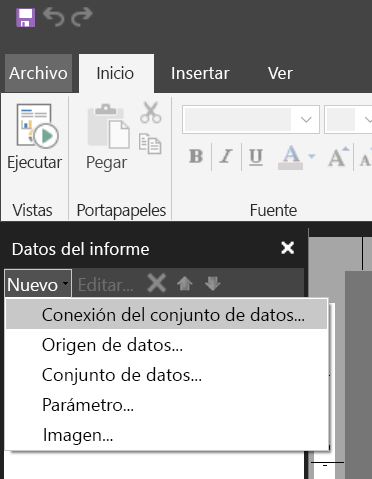 Archivo Inicio Insertar Ver
Ejecutar Pegar B I U A A A
Vistas Portapapeles Fuente
Datos del informe
Nuevo Editar...
Conexión del conjunto de datos...
Origen de datos...
Conjunto de datos...
Parámetro...
Imagen...